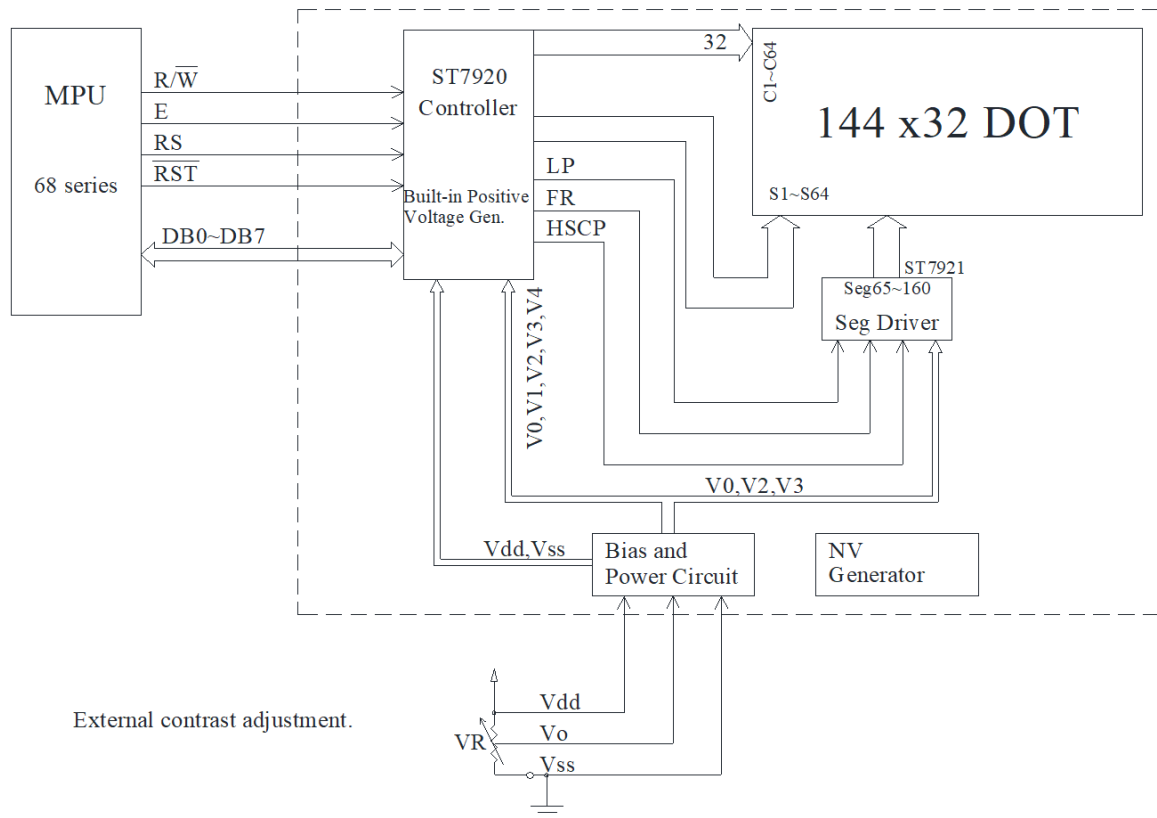 MPU
68 series
R/W̅
E
RS
R̅S̅T̅
DB0~DB7
ST7920
Controller
Built-in Positive
Voltage Gen.
32
C1~C64
144 x32 DOT
S1~S64
LP
FR
HSCP
ST7921
Seg65~160
Seg Driver
V0,V1,V2,V3,V4
V0,V2,V3
Vdd,Vss
Bias and
Power Circuit
NV
Generator
External contrast adjustment.
Vdd
VR
Vo
Vss